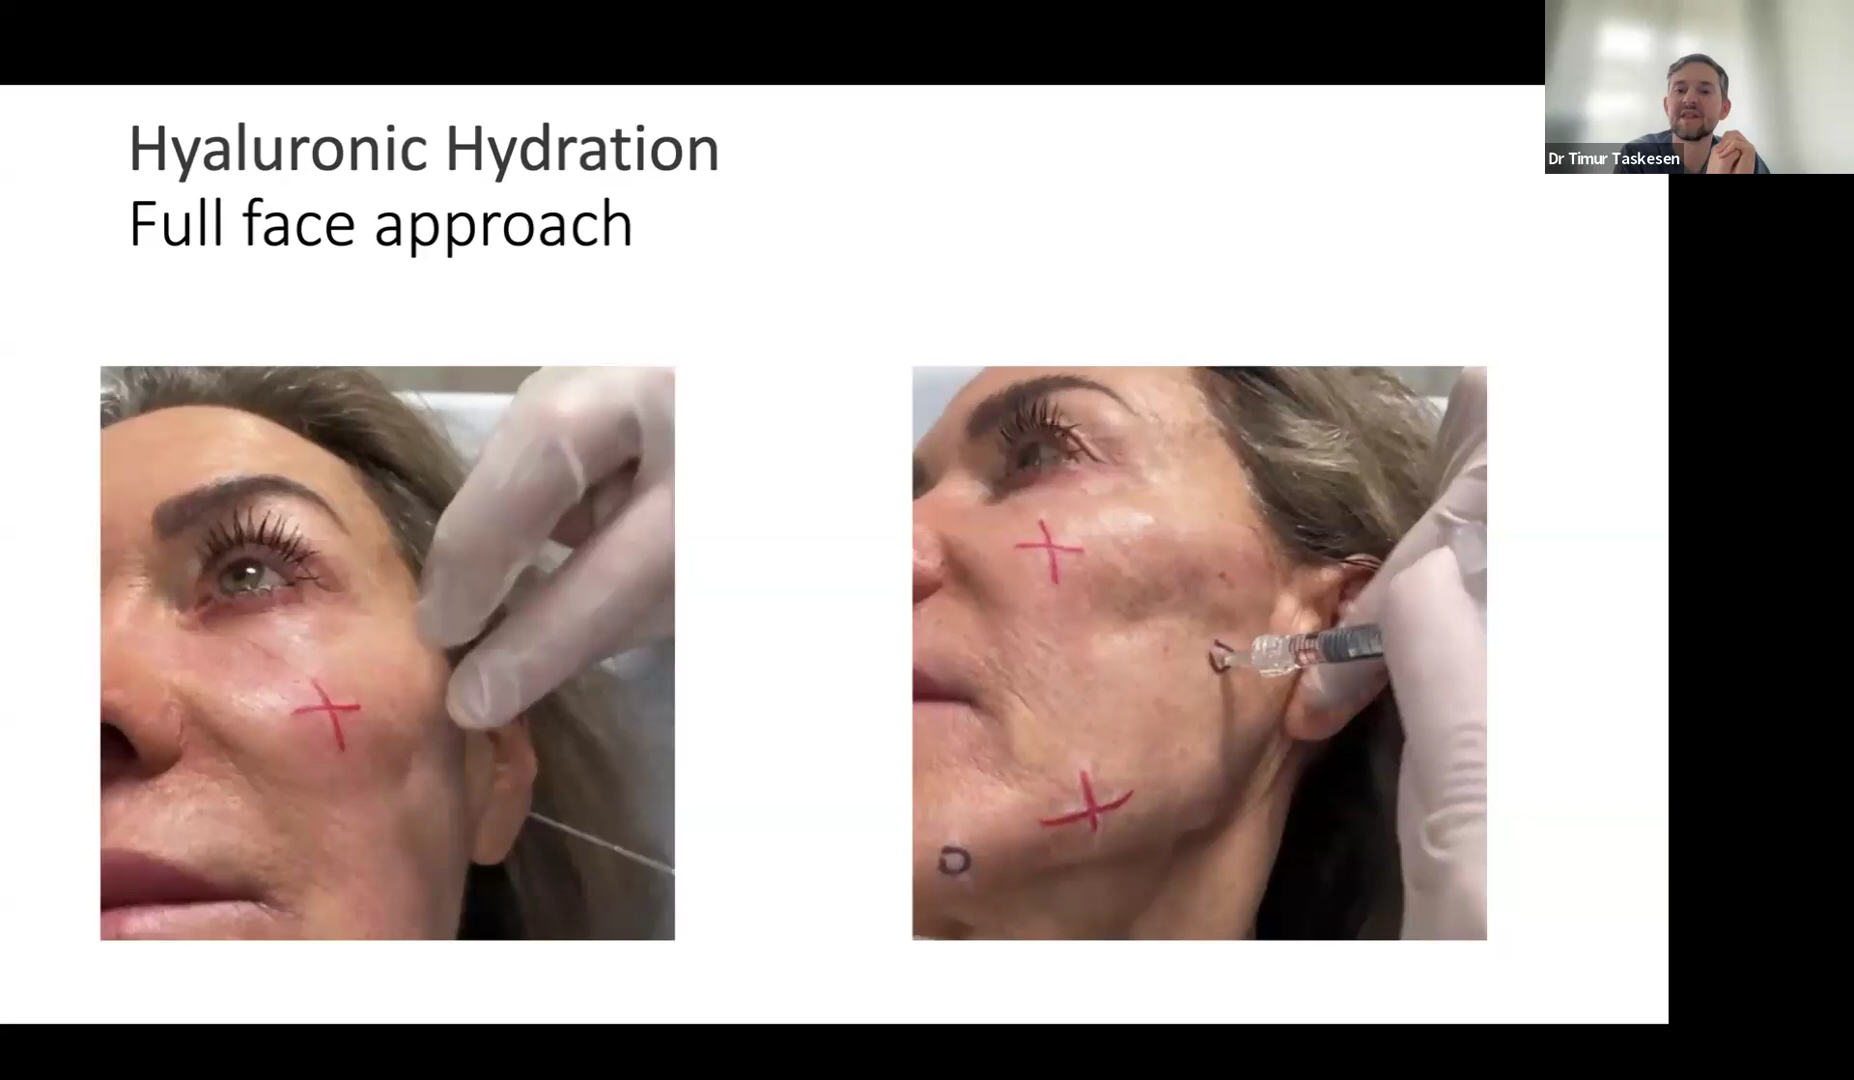 Hyaluronic Hydration
Full face approach
Dr Timur Taskesen